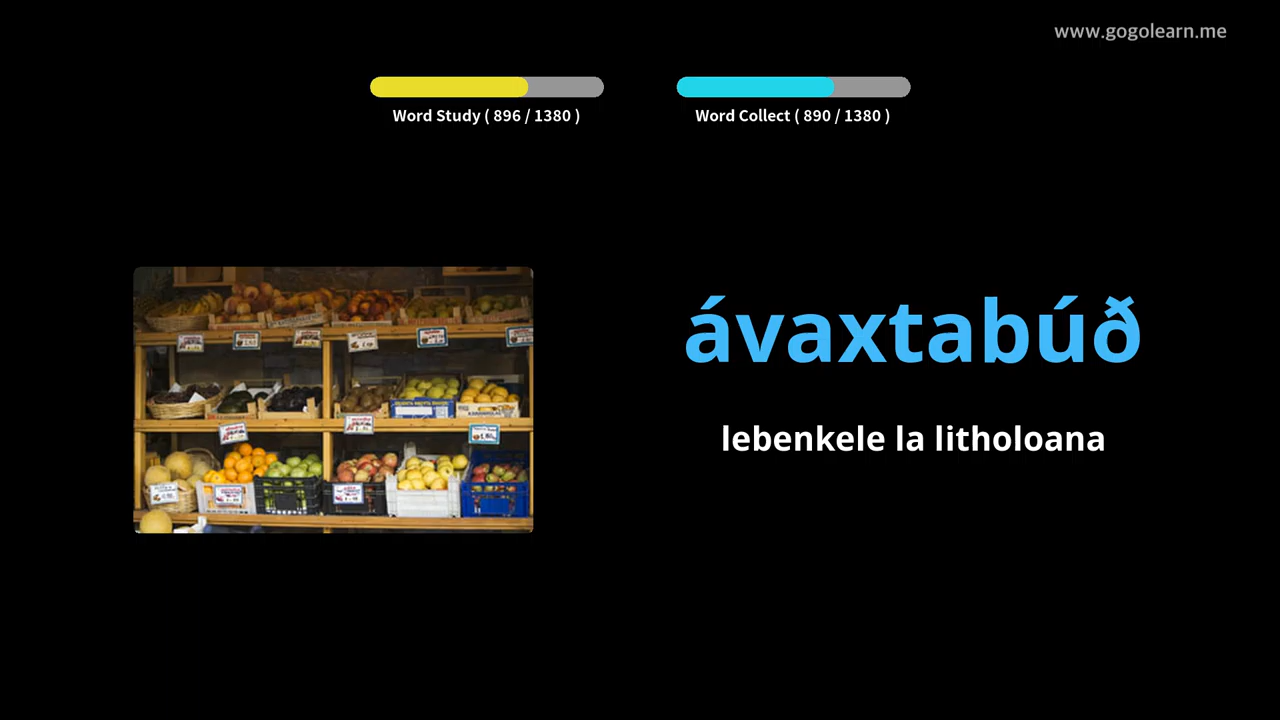 www.gogolearn.me
Word Study ( 896 / 1380 )
Word Collect ( 890 / 1380 )
ávaxtabúð
lebenkele la litholoana